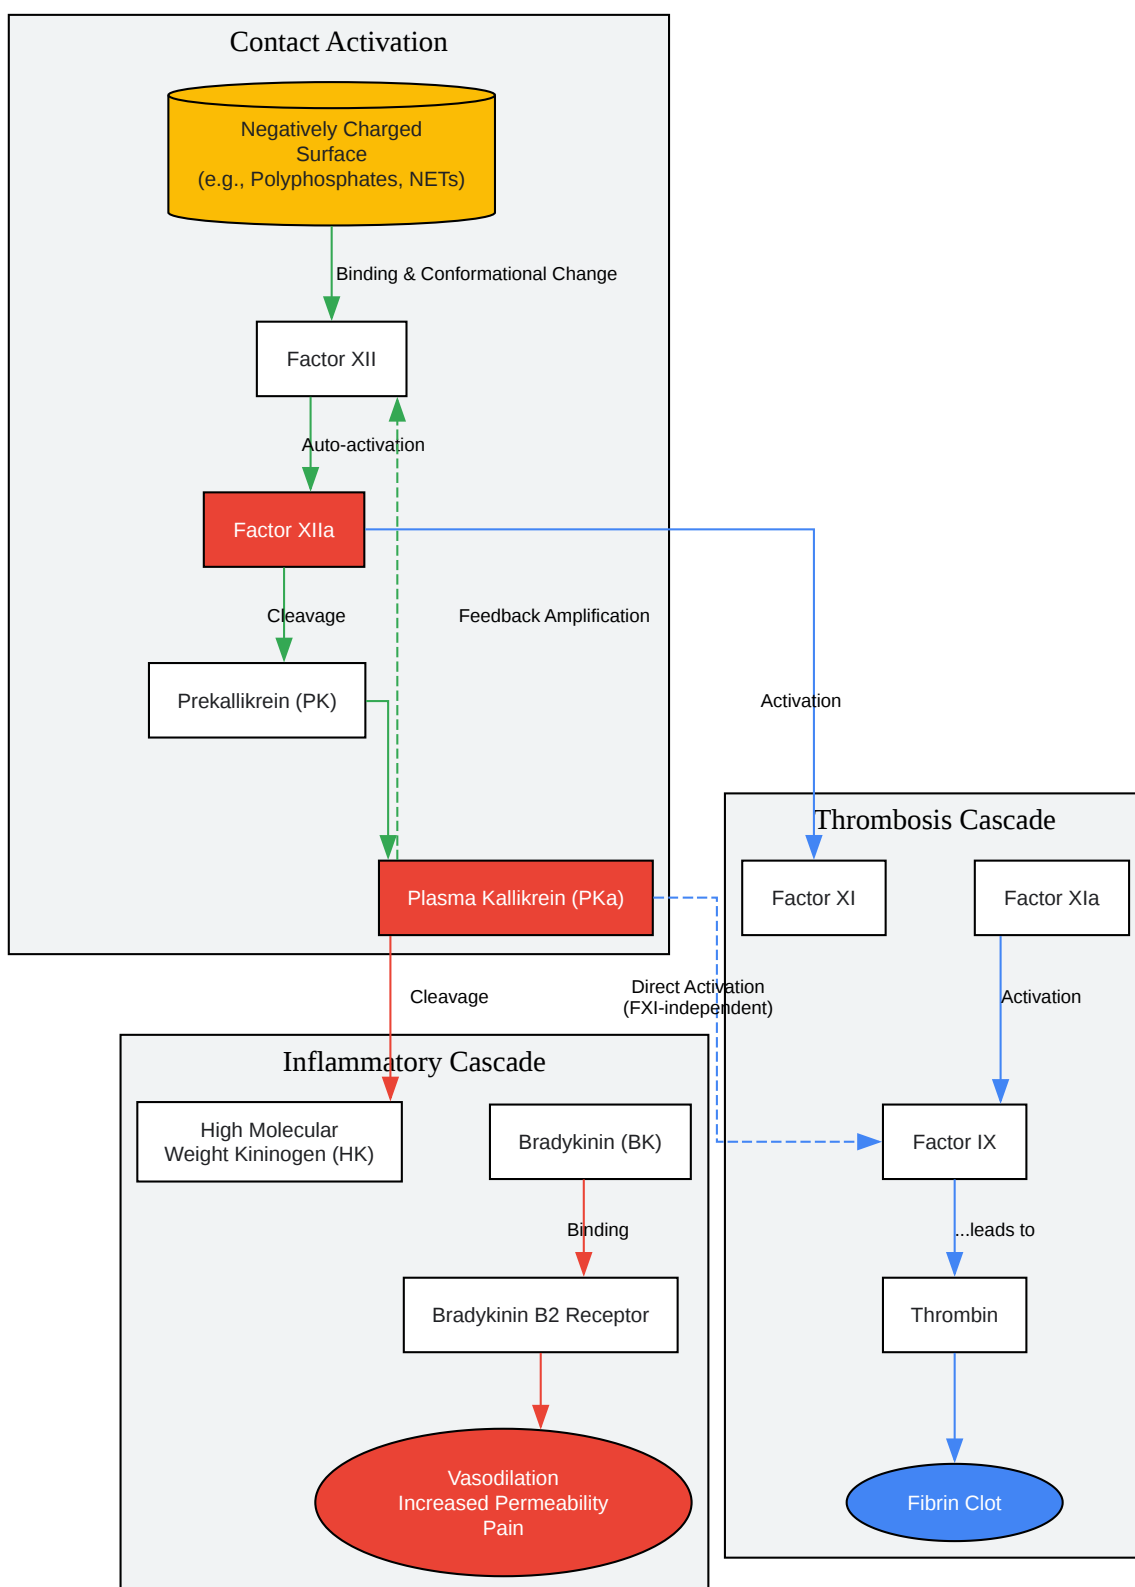 Contact Activation
Negatively Charged
Surface
(e.g., Polyphosphates, NETs)
Binding & Conformational Change
Factor XII
Auto-activation
Factor XIIa
Cleavage
Feedback Amplification
Prekallikrein (PK)
Activation
Plasma Kallikrein (PKa)
Thrombosis Cascade
Factor XI
Factor XIa
Cleavage
Direct Activation
(FXI-independent)
Activation
Inflammatory Cascade
High Molecular
Weight Kininogen (HK)
Bradykinin (BK)
Factor IX
Binding
...leads to
Bradykinin B2 Receptor
Thrombin
Vasodilation
Increased Permeability
Pain
Fibrin Clot